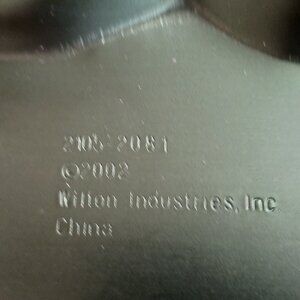 2105-2081
©2002
Wilton Industries, Inc
China